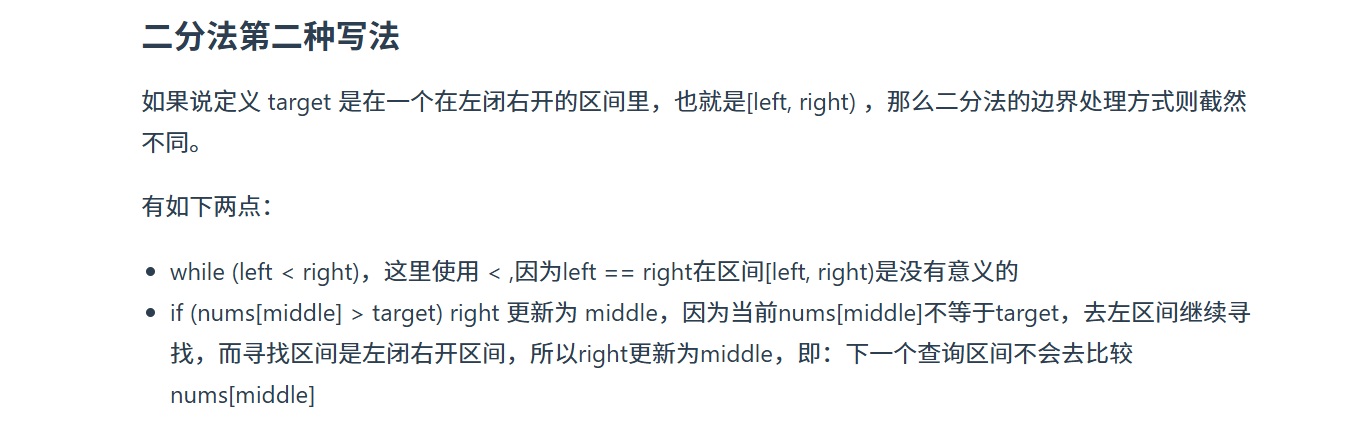 二分法第二种写法
如果说定义 target 是在一个在左闭右开的区间里，也就是[left, right) ，那么二分法的边界处理方式则截然
不同。
有如下两点：
while (left < right)，这里使用 < ,因为left == right在区间[left, right)是没有意义的
if (nums[middle] > target) right 更新为 middle，因为当前nums[middle]不等于target，去左区间继续寻
找，而寻找区间是左闭右开区间，所以right更新为middle，即：下一个查询区间不会去比较
nums[middle]